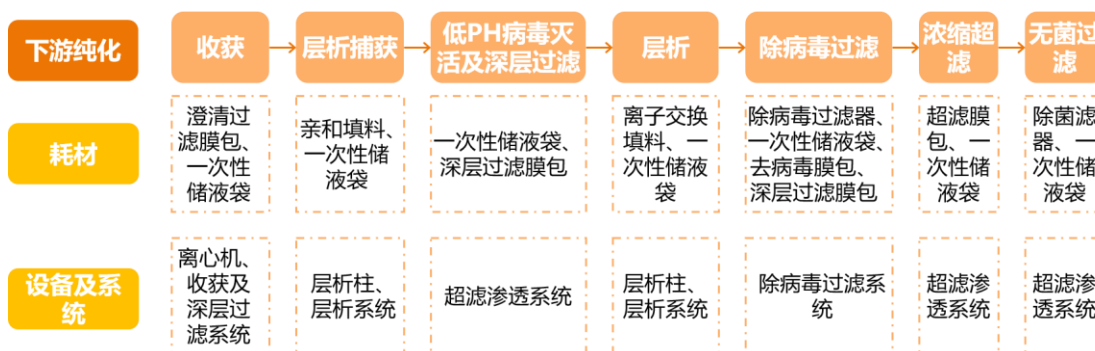 下游纯化
收获
层析捕获
低PH病毒灭
活及深层过滤
层析
除病毒过滤
浓缩超
滤
无菌过
滤
耗材
澄清过
滤膜包、
一次性
储液袋
亲和填料、
一次性储
液袋
一次性储液袋、
深层过滤膜包
离子交换
填料、一
次性储液
袋
除病毒过滤器、
一次性储液袋、
去病毒膜包、
深层过滤膜包
超滤膜
包、一
次性储
液袋
除菌滤
器、一
次性储
液袋
设备及系
统
离心机、
收获及
深层过
滤系统
层析柱、
层析系统
超滤渗透系统
层析柱、
层析系统
除病毒过滤系
统
超滤渗
透系统
超滤渗
透系统